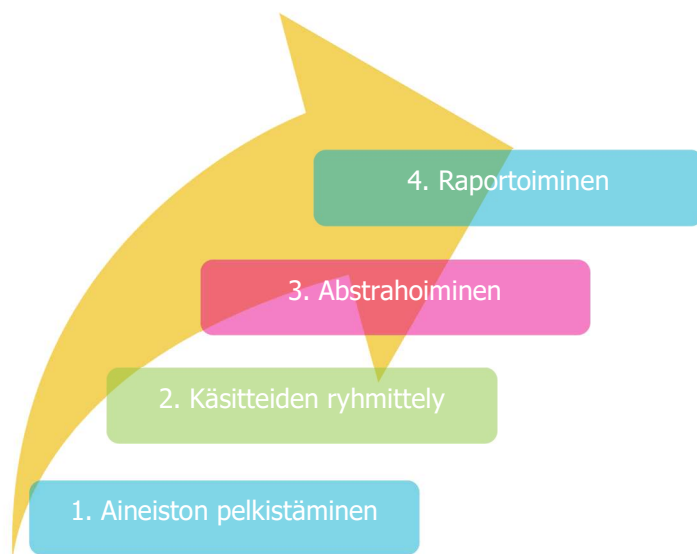 4. Raportoiminen
3. Abstrahoiminen
2. Käsitteiden ryhmittely
1. Aineiston pelkistäminen